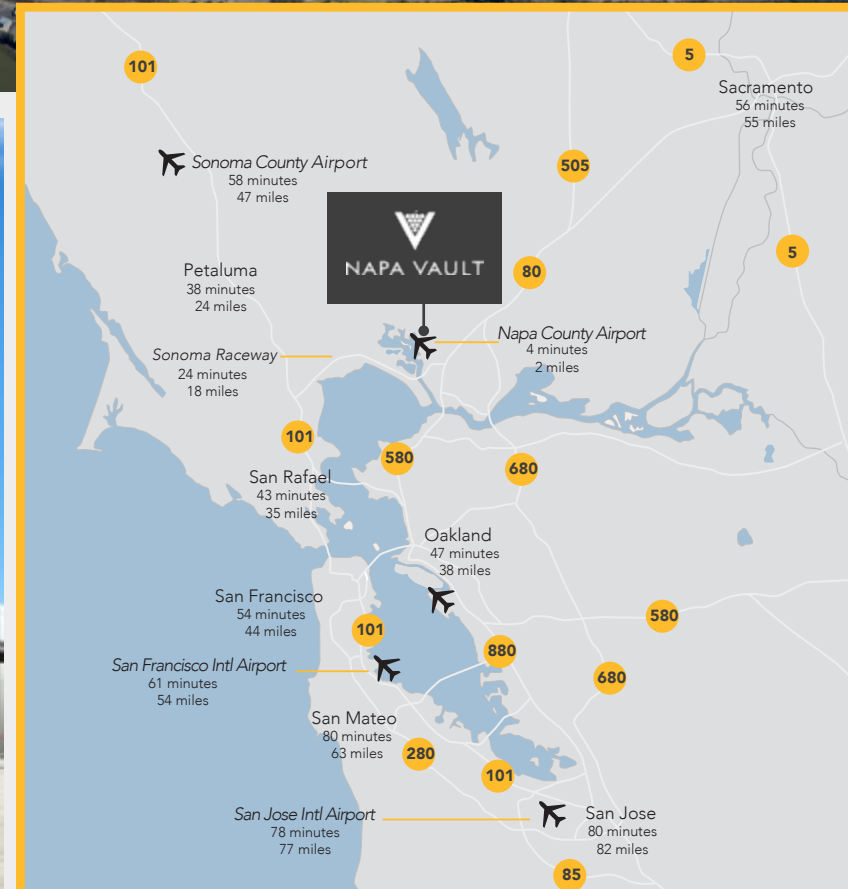 101
5
Sacramento
56 minutes
55 miles
Sonoma County Airport
58 minutes
47 miles
505
NAPA VAULT
5
Petaluma
38 minutes
24 miles
80
Napa County Airport
4 minutes
2 miles
Sonoma Raceway
24 minutes
18 miles
101
580
680
San Rafael
43 minutes
35 miles
Oakland
47 minutes
38 miles
San Francisco
54 minutes
44 miles
101
580
880
San Francisco Intl Airport
61 minutes
54 miles
680
San Mateo
80 minutes
63 miles
280
101
San Jose Intl Airport
78 minutes
77 miles
San Jose
80 minutes
82 miles
85